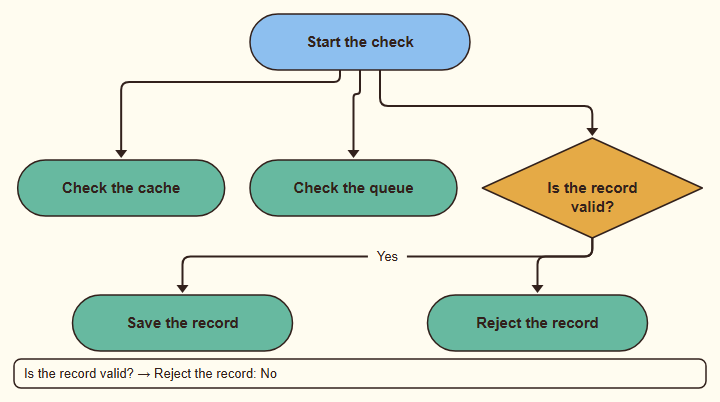 Start the check
Check the cache
Check the queue
Is the record
valid?
Yes
Save the record
Reject the record
Is the record valid? → Reject the record: No